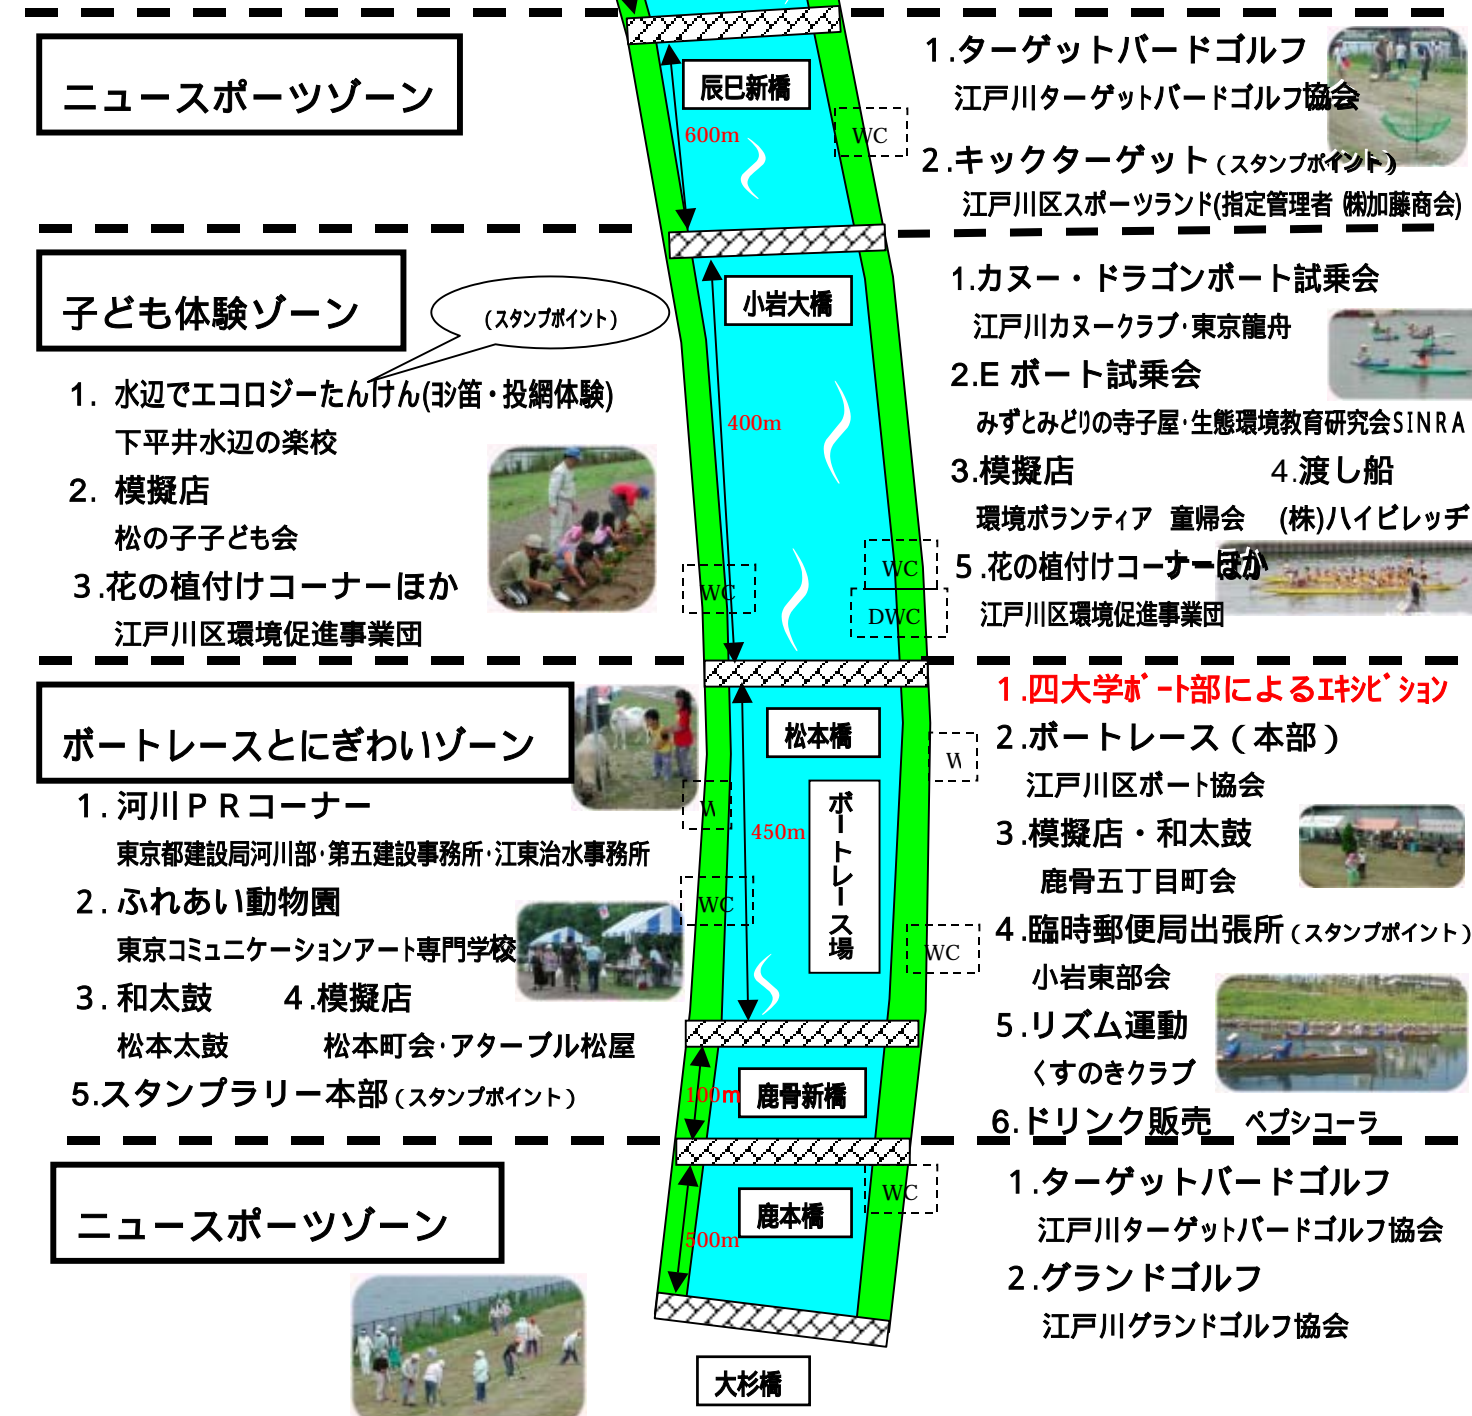 ニュースポーツゾーン
辰巳新橋
600m
WC
1.ターゲットバードゴルフ
江戸川ターゲットバードゴルフ協会
2.キックターゲット(スタンプポイント)
江戸川区スポーツランド(指定管理者 ㈱加藤商会)
子ども体験ゾーン
(スタンプポイント)
1. 水辺でエコロジーたんけん(ヨシ笛・投網体験)
下平井水辺の楽校
2. 模擬店
松の子子ども会
3.花の植付けコーナーほか
江戸川区環境促進事業団
小岩大橋
400m
WC
WC
DWC
1.カヌー・ドラゴンボート試乗会
江戸川カヌークラブ・東京龍舟
2.E ボート試乗会
みずとみどりの寺子屋・生態環境教育研究会SINRA
3.模擬店 4.渡し船
環境ボランティア 童帰会 (株)ハイビレッヂ
5.花の植付けコーナーほか
江戸川区環境促進事業団
ボートレースとにぎわいゾーン
1. 河川PRコーナー
東京都建設局河川部・第五建設事務所・江東治水事務所
2. ふれあい動物園
東京コミュニケーションアート専門学校
3. 和太鼓 4.模擬店
松本太鼓 松本町会・アターブル松屋
5.スタンプラリー本部(スタンプポイント)
松本橋
W
W
450m
ボートレース場
WC
WC
鹿骨新橋
100m
1.四大学ボート部によるエキシビション
2.ボートレース(本部)
江戸川区ボート協会
3.模擬店・和太鼓
鹿骨五丁目町会
4.臨時郵便局出張所(スタンプポイント)
小岩東部会
5.リズム運動
くすのきクラブ
6.ドリンク販売 ペプシコーラ
ニュースポーツゾーン
鹿本橋
500m
WC
大杉橋
1.ターゲットバードゴルフ
江戸川ターゲットバードゴルフ協会
2.グランドゴルフ
江戸川グランドゴルフ協会